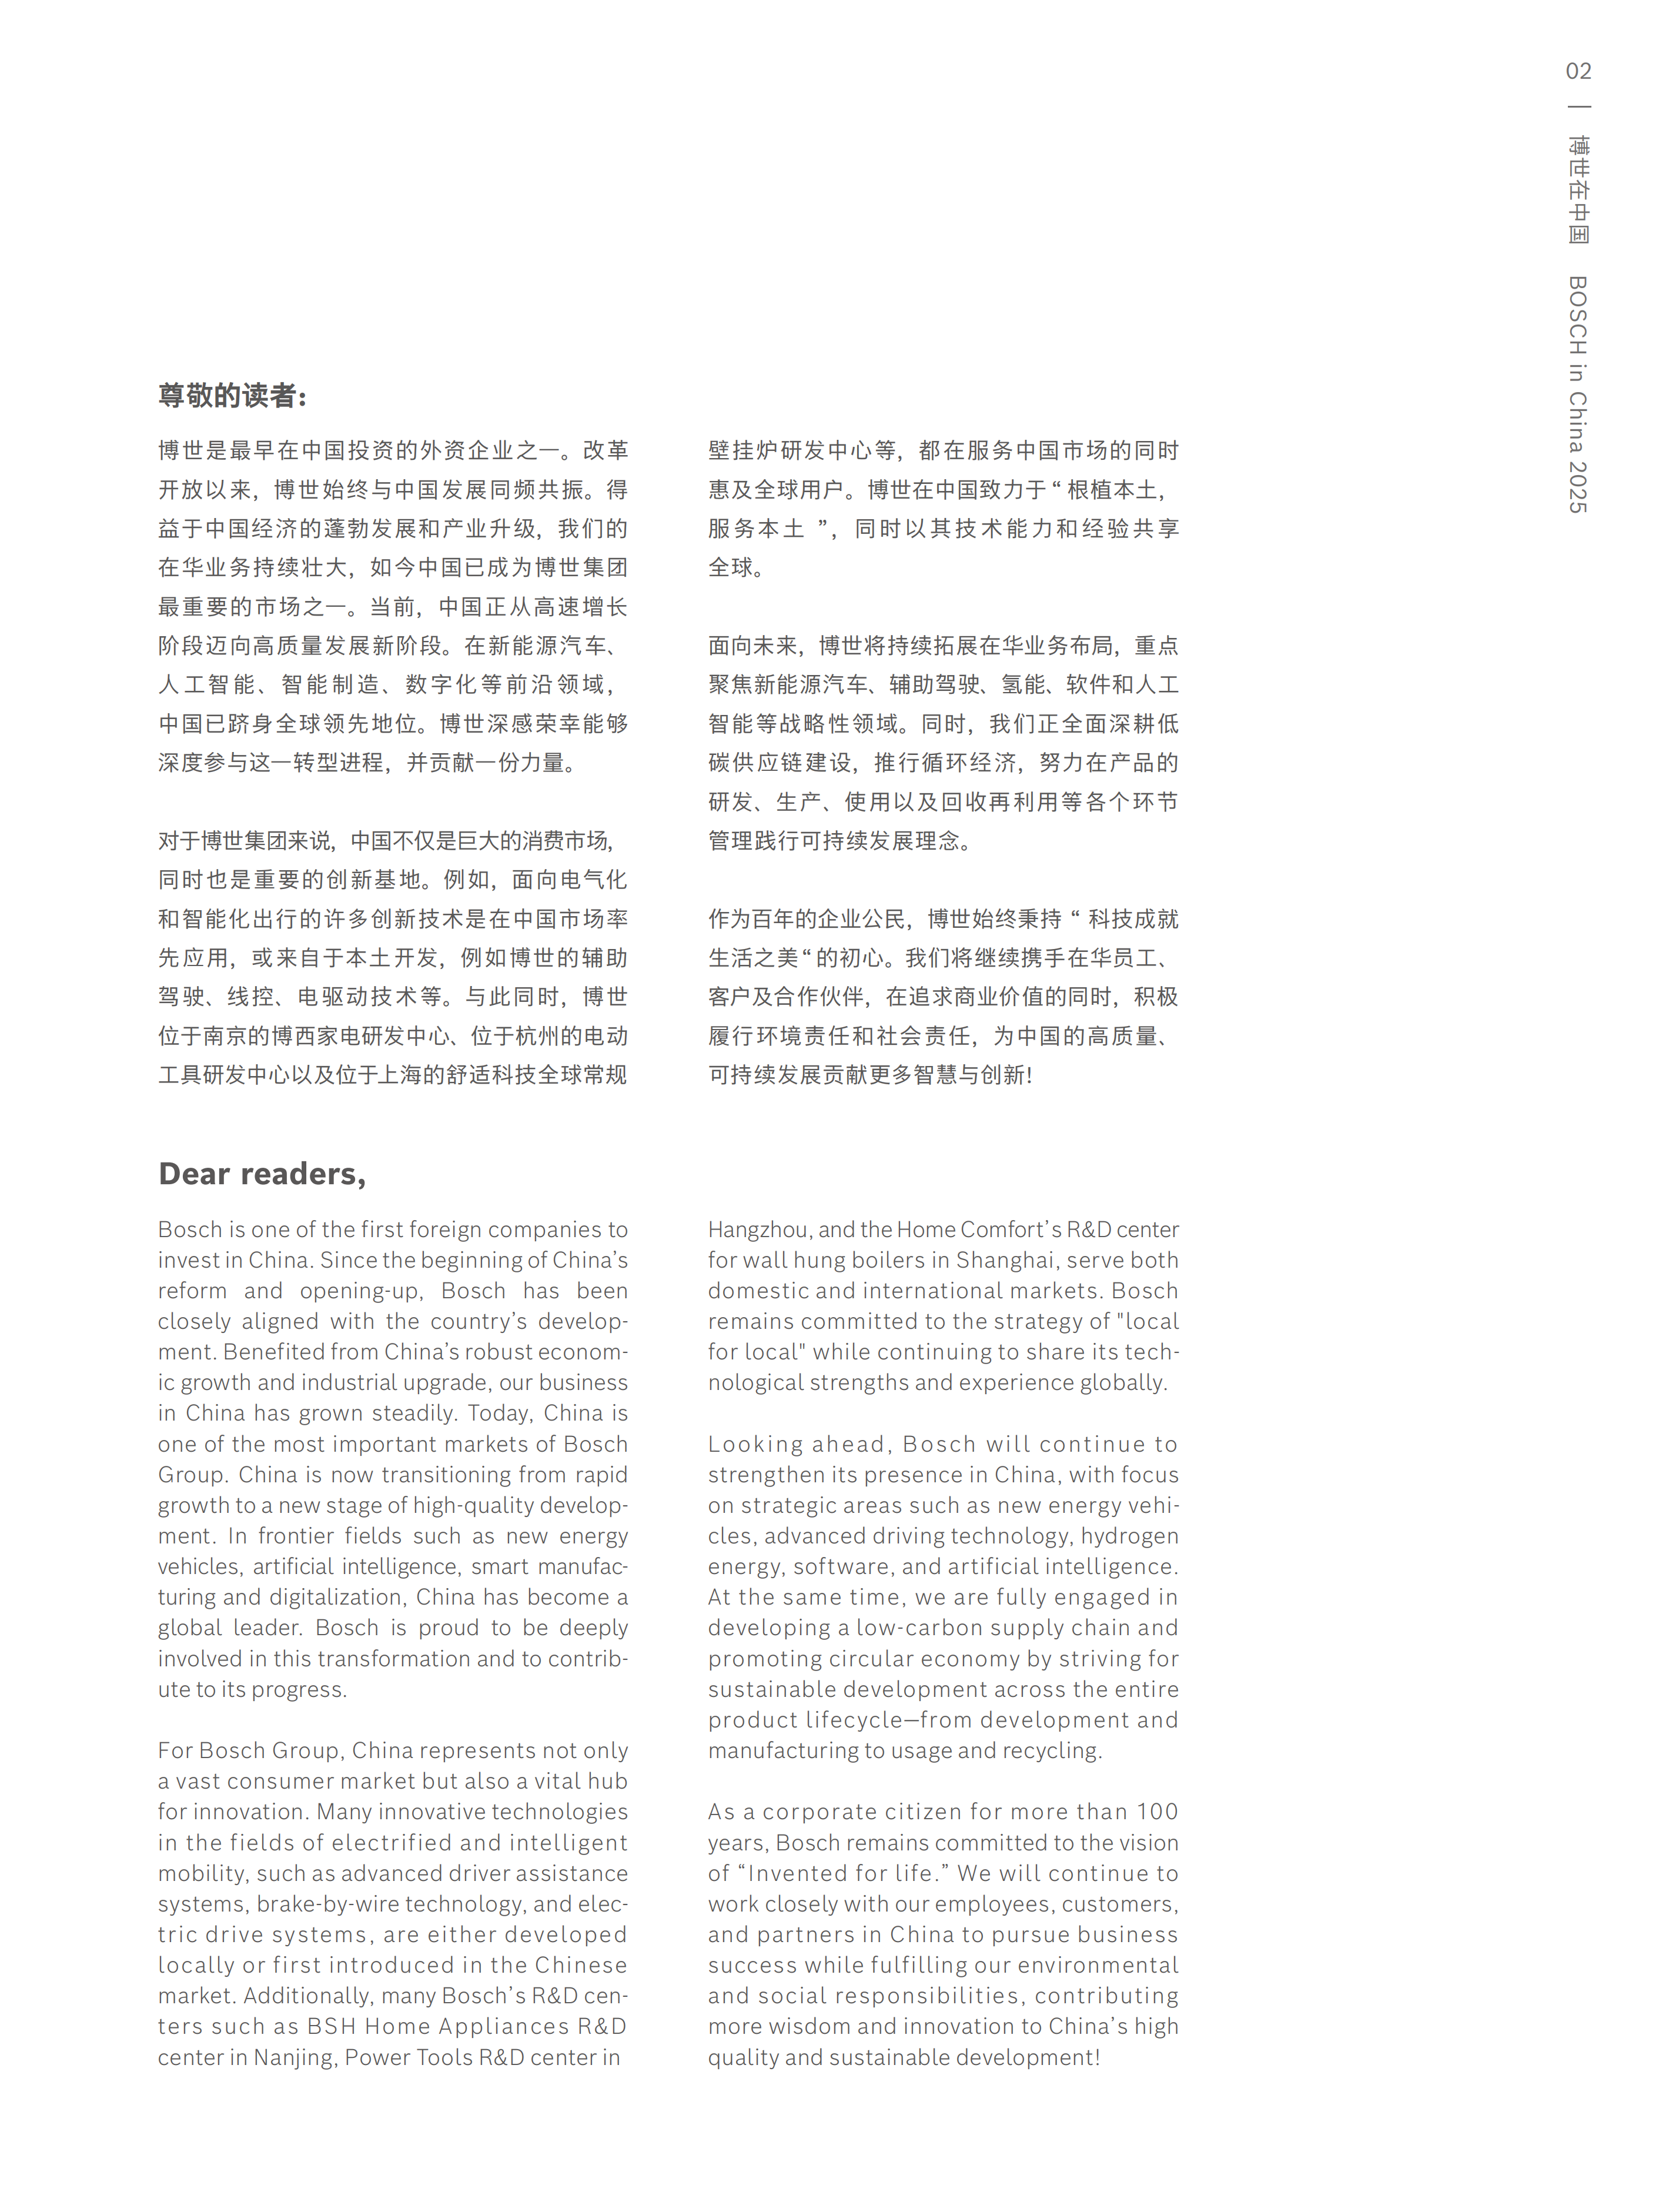 02 | 博世在中国 BOSCH in China 2025
尊敬的读者：
博世是最早在中国投资的外资企业之一。改革
开放以来，博世始终与中国发展同频共振。得
益于中国经济的蓬勃发展和产业升级，我们的
在华业务持续壮大，如今中国已成为博世集团
最重要的市场之一。当前，中国正从高速增长
阶段迈向高质量发展新阶段。在新能源汽车、
人工智能、智能制造、数字化等前沿领域，
中国已跻身全球领先地位。博世深感荣幸能够
深度参与这一转型进程，并贡献一份力量。
对于博世集团来说，中国不仅是巨大的消费市场，
同时也是重要的创新基地。例如，面向电气化
和智能化出行的许多创新技术是在中国市场率
先应用，或来自于本土开发，例如博世的辅助
驾驶、线控、电驱动技术等。与此同时，博世
位于南京的博西家电研发中心、位于杭州的电动
工具研发中心以及位于上海的舒适科技全球常规
壁挂炉研发中心等，都在服务中国市场的同时
惠及全球用户。博世在中国致力于“根植本土，
服务本土 ”，同时以其技术能力和经验共享
全球。
面向未来，博世将持续拓展在华业务布局，重点
聚焦新能源汽车、辅助驾驶、氢能、软件和人工
智能等战略性领域。同时，我们正全面深耕低
碳供应链建设，推行循环经济，努力在产品的
研发、生产、使用以及回收再利用等各个环节
管理践行可持续发展理念。
作为百年的企业公民，博世始终秉持 “ 科技成就
生活之美“的初心。我们将继续携手在华员工、
客户及合作伙伴，在追求商业价值的同时，积极
履行环境责任和社会责任，为中国的高质量、
可持续发展贡献更多智慧与创新！
Dear readers,
Bosch is one of the first foreign companies to
invest in China. Since the beginning of China’s
reform and opening-up, Bosch has been
closely aligned with the country’s develop-
ment. Benefited from China’s robust econom-
ic growth and industrial upgrade, our business
in China has grown steadily. Today, China is
one of the most important markets of Bosch
Group. China is now transitioning from rapid
growth to a new stage of high-quality develop-
ment. In frontier fields such as new energy
vehicles, artificial intelligence, smart manufac-
turing and digitalization, China has become a
global leader. Bosch is proud to be deeply
involved in this transformation and to contrib-
ute to its progress.
For Bosch Group, China represents not only
a vast consumer market but also a vital hub
for innovation. Many innovative technologies
in the fields of electrified and intelligent
mobility, such as advanced driver assistance
systems, brake-by-wire technology, and elec-
tric drive systems, are either developed
locally or first introduced in the Chinese
market. Additionally, many Bosch’s R&D cen-
ters such as BSH Home Appliances R&D
center in Nanjing, Power Tools R&D center in
Hangzhou, and the Home Comfort’s R&D center
for wall hung boilers in Shanghai, serve both
domestic and international markets. Bosch
remains committed to the strategy of "local
for local" while continuing to share its tech-
nological strengths and experience globally.
Looking ahead, Bosch will continue to
strengthen its presence in China, with focus
on strategic areas such as new energy vehi-
cles, advanced driving technology, hydrogen
energy, software, and artificial intelligence.
At the same time, we are fully engaged in
developing a low-carbon supply chain and
promoting circular economy by striving for
sustainable development across the entire
product lifecycle—from development and
manufacturing to usage and recycling.
As a corporate citizen for more than 100
years, Bosch remains committed to the vision
of “Invented for life.” We will continue to
work closely with our employees, customers,
and partners in China to pursue business
success while fulfilling our environmental
and social responsibilities, contributing
more wisdom and innovation to China’s high
quality and sustainable development!